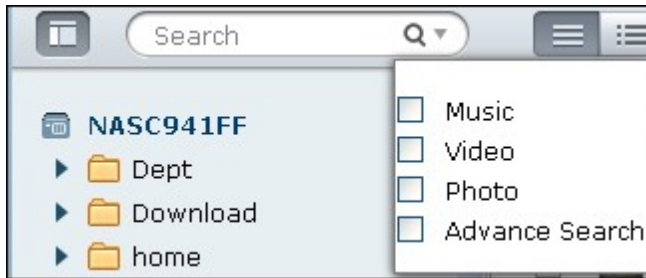 Search
NASC941FF
Dept
Download
home
Music
Video
Photo
Advance Search